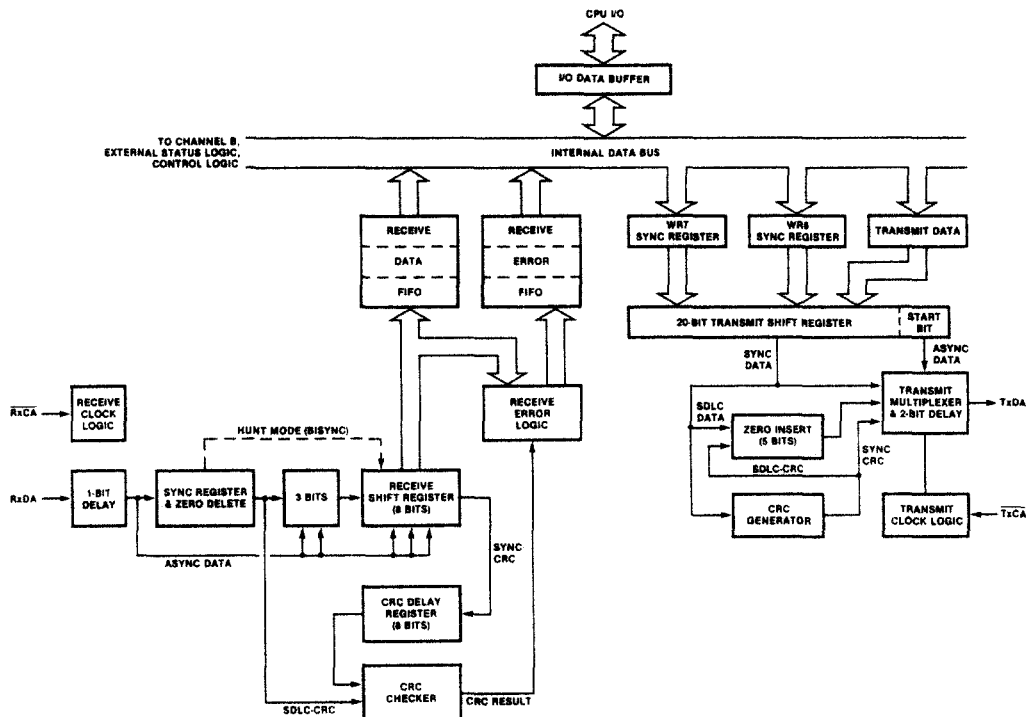 CPU I/O
I/O DATA BUFFER
TO CHANNEL B,
EXTERNAL STATUS LOGIC,
CONTROL LOGIC
INTERNAL DATA BUS
RECEIVE
DATA
FIFO
RECEIVE
ERROR
FIFO
WR7
SYNC REGISTER
WR6
SYNC REGISTER
TRANSMIT DATA
20-BIT TRANSMIT SHIFT REGISTER
START
BIT
SYNC
DATA
ASYNC
DATA
RxCA
RECEIVE
CLOCK
LOGIC
RECEIVE
ERROR
LOGIC
TRANSMIT
MULTIPLEXER
& 2-BIT DELAY
TxDA
SDLC
DATA
ZERO INSERT
(5 BITS)
SYNC
CRC
SDLC-CRC
HUNT MODE (BISYNC)
RxDA
1-BIT
DELAY
SYNC REGISTER
& ZERO DELETE
3 BITS
RECEIVE
SHIFT REGISTER
(8 BITS)
CRC
GENERATOR
TRANSMIT
CLOCK LOGIC
TxCA
ASYNC DATA
SYNC
CRC
CRC DELAY
REGISTER
(8 BITS)
CRC
CHECKER
SDLC-CRC
CRC RESULT